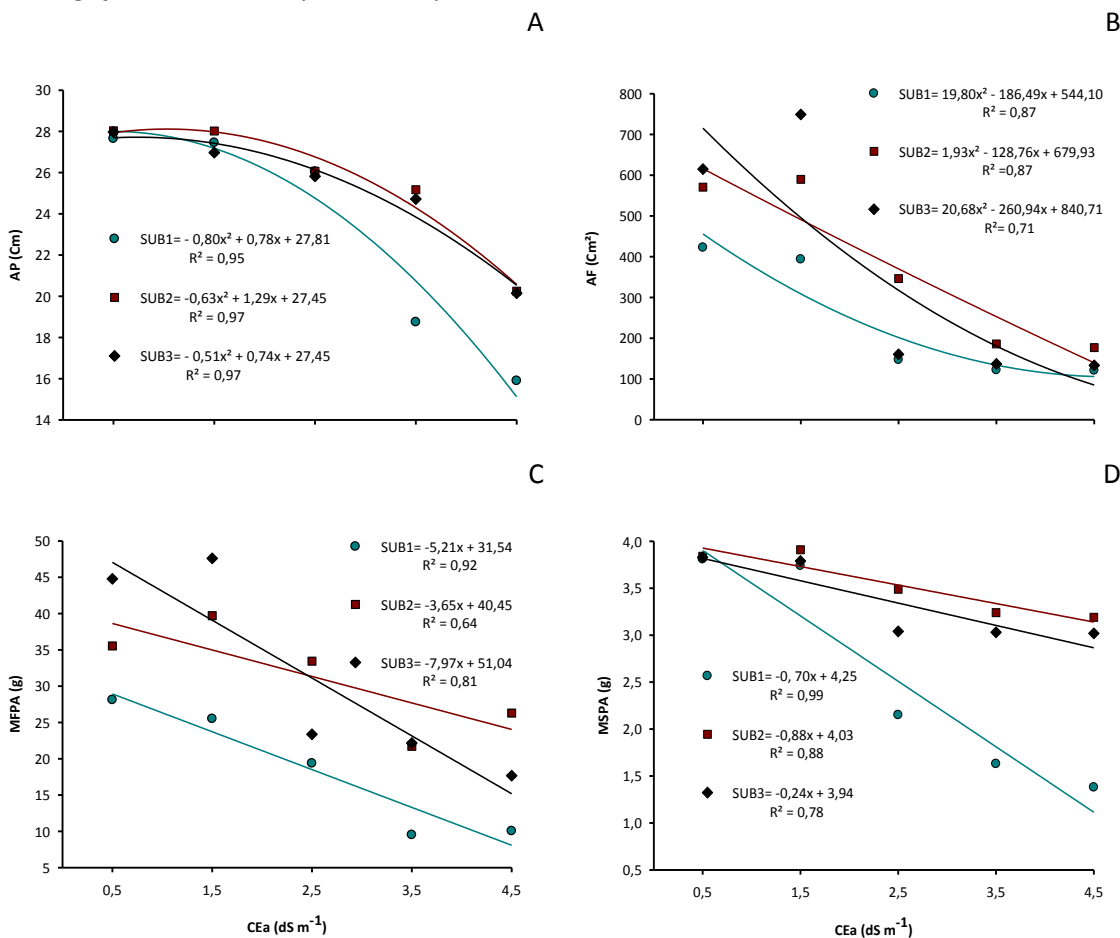 A
B
30
28
26
24
22
20
18
16
14
AP (Cm)
SUB1= - 0,80x² + 0,78x + 27,81
R² = 0,95
SUB2= -0,63x² + 1,29x + 27,45
R² = 0,97
SUB3= - 0,51x² + 0,74x + 27,45
R² = 0,97
800
700
600
500
400
300
200
100
0
AF (Cm²)
SUB1= 19,80x² - 186,49x + 544,10
R² = 0,87
SUB2= 1,93x² - 128,76x + 679,93
R² =0,87
SUB3= 20,68x² - 260,94x + 840,71
R²= 0,71
C
D
50
45
40
35
30
25
20
15
10
5
MFPA (g)
SUB1= -5,21x + 31,54
R² = 0,92
SUB2= -3,65x + 40,45
R² = 0,64
SUB3= -7,97x + 51,04
R² = 0,81
0,5 1,5 2,5 3,5 4,5
CEa (dS m⁻¹)
4,0
3,5
3,0
2,5
2,0
1,5
1,0
0,5
MSPA (g)
SUB1= -0, 70x + 4,25
R² = 0,99
SUB2= -0,88x + 4,03
R² = 0,88
SUB3= -0,24x + 3,94
R² = 0,78
0,5 1,5 2,5 3,5 4,5
CEa (dS m⁻¹)